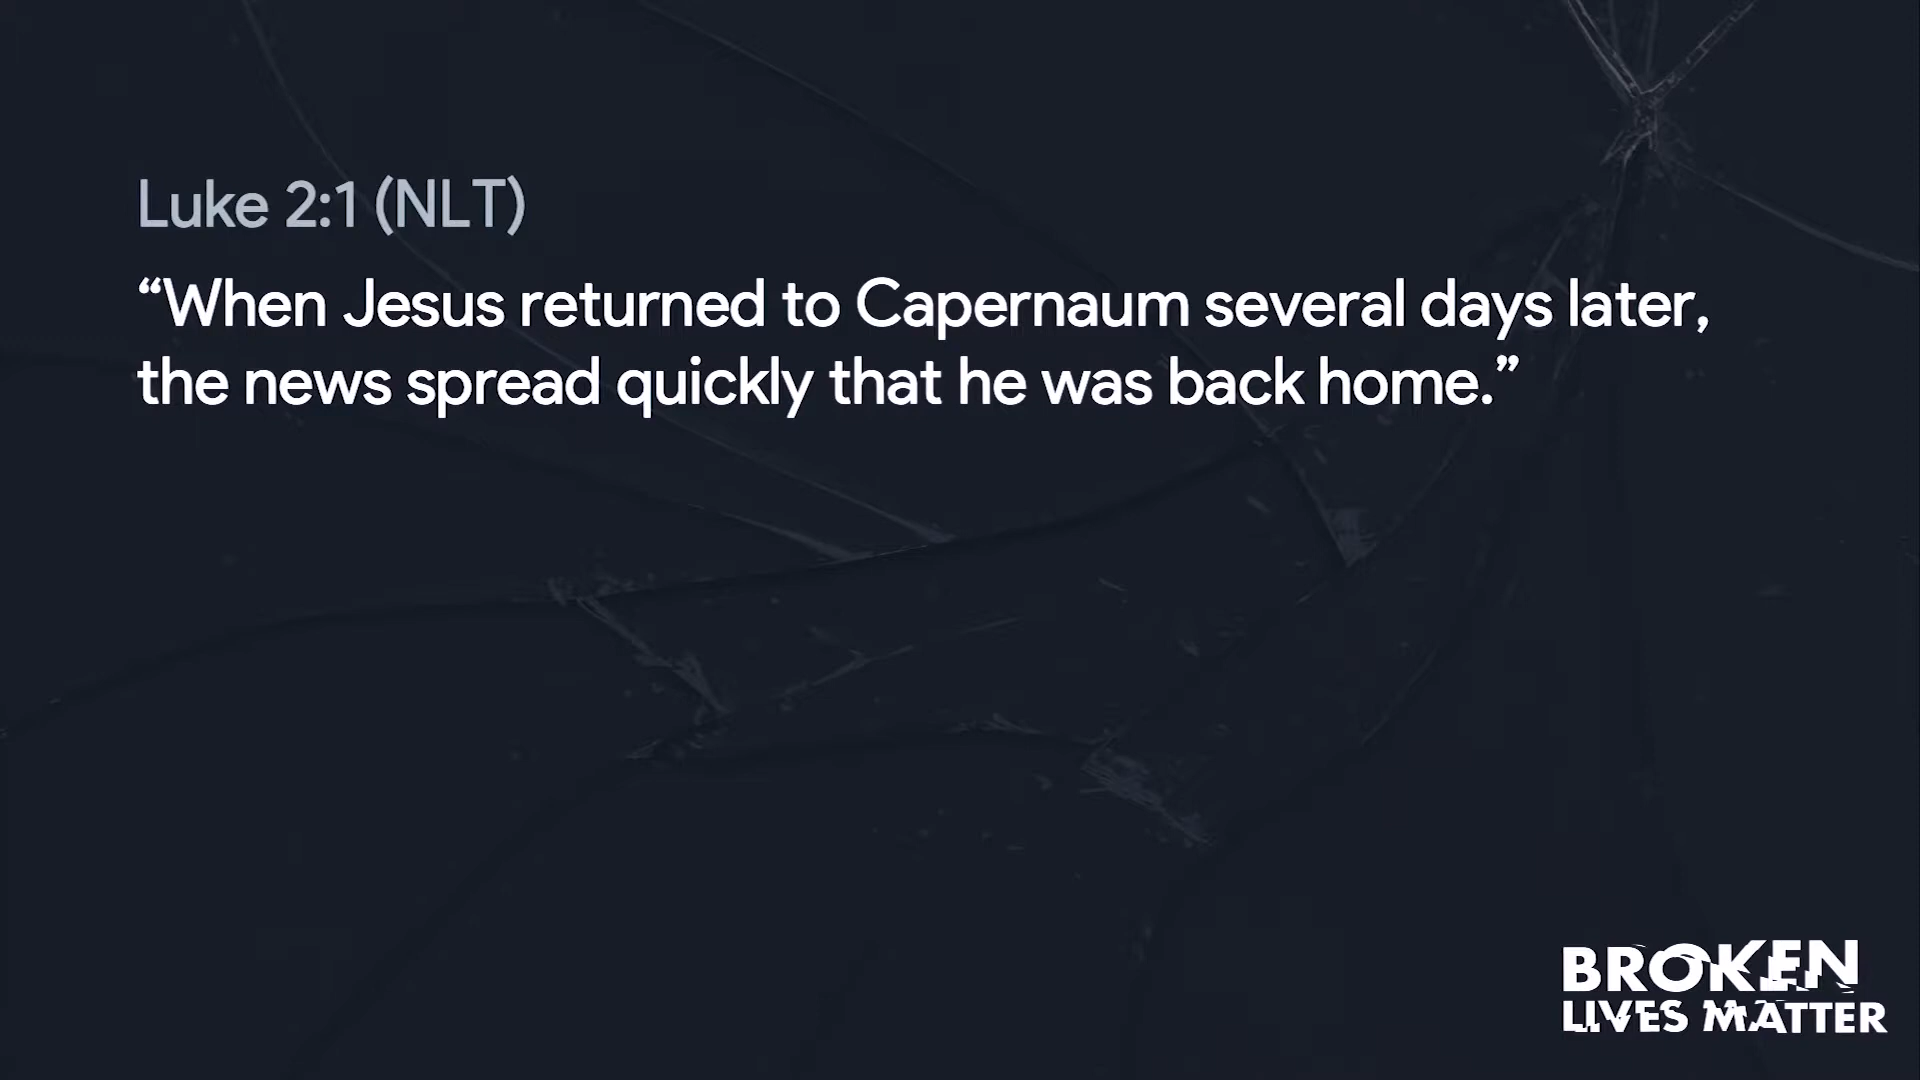 Luke 2:1 (NLT)
“When Jesus returned to Capernaum several days later,
the news spread quickly that he was back home.”
BROKEN
LIVES MATTER